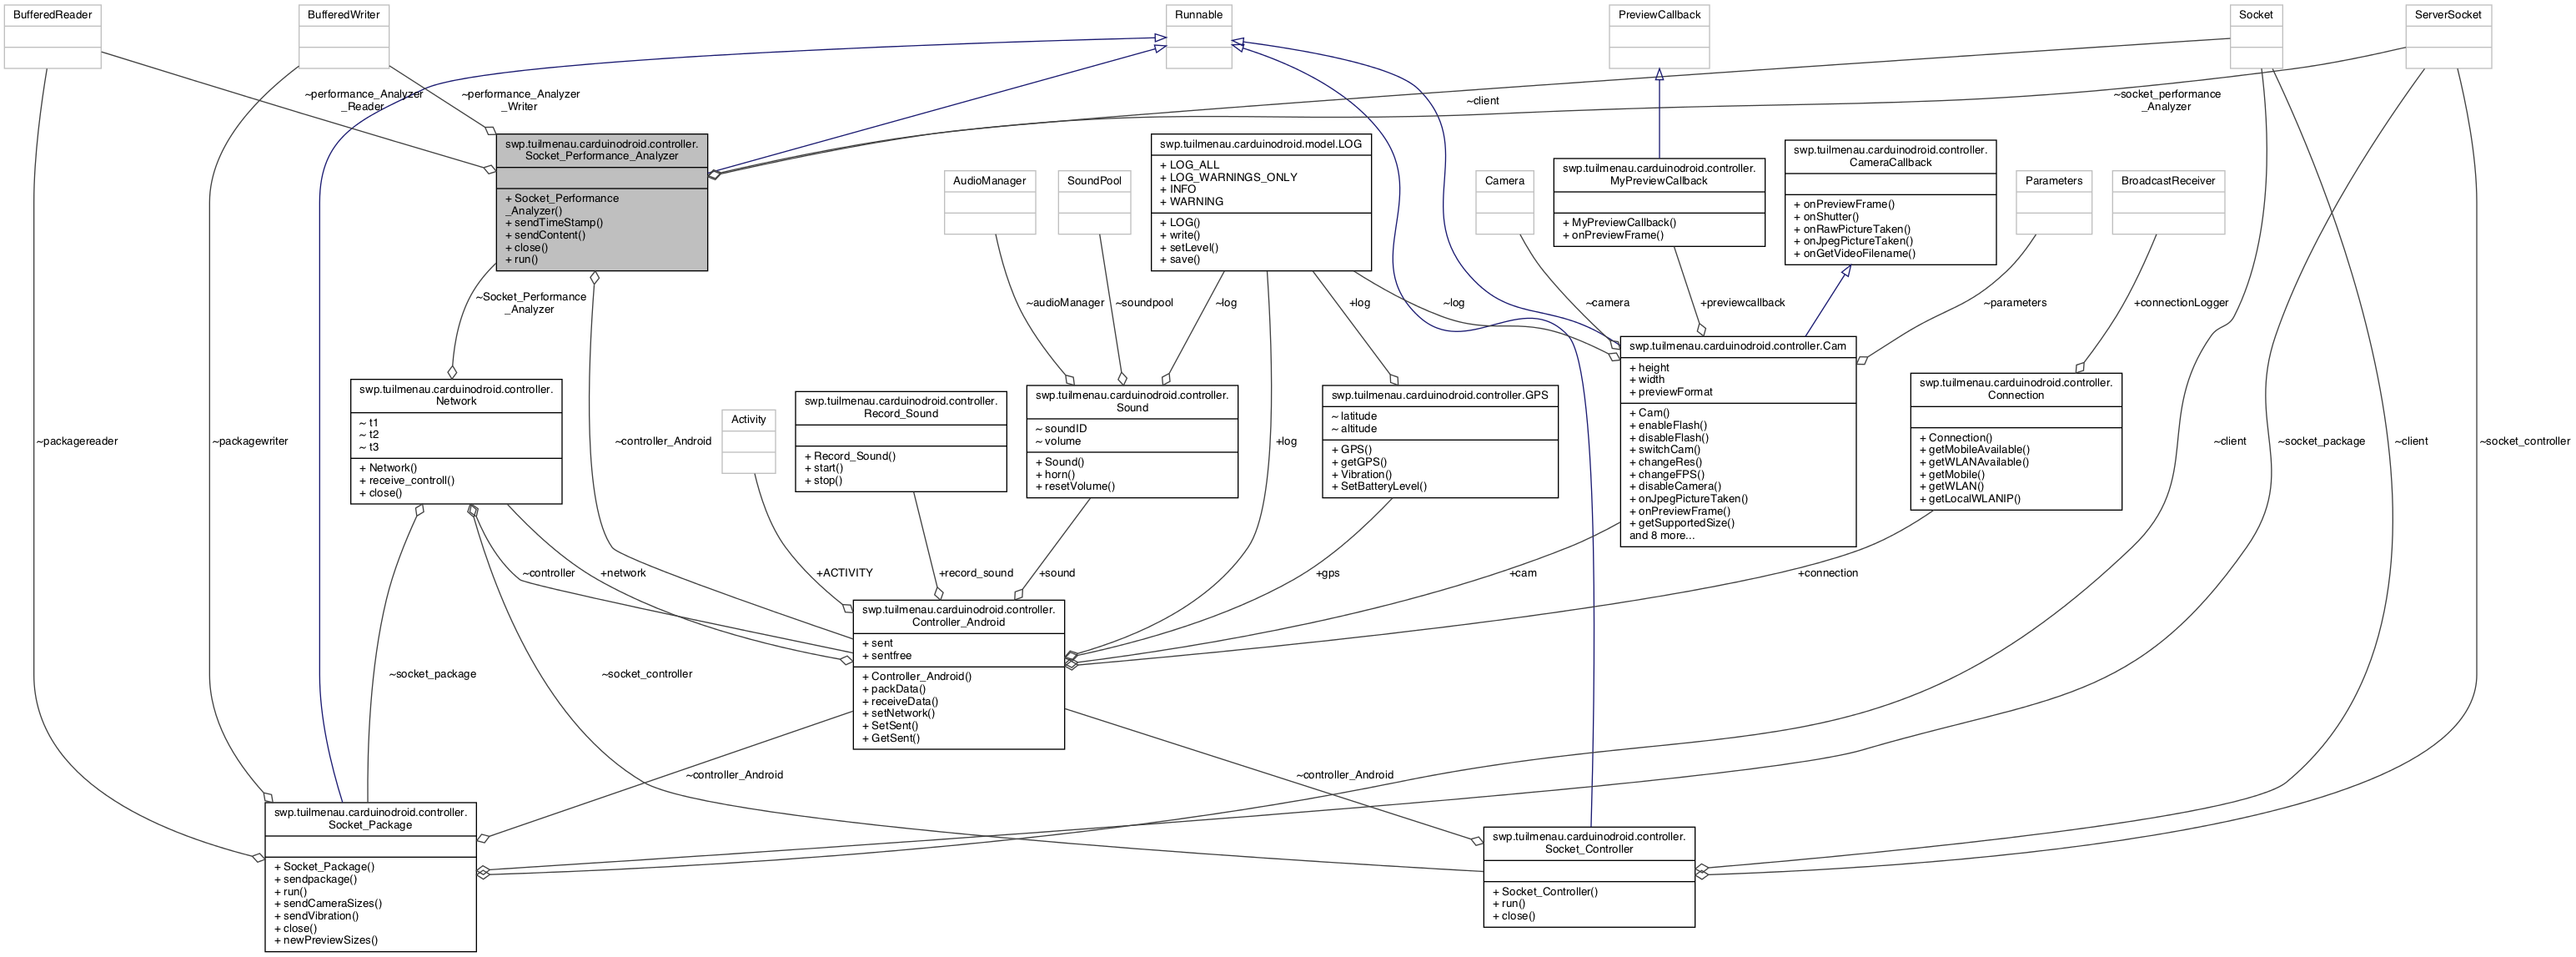 BufferedReader
BufferedWriter
Runnable
PreviewCallback
Socket
ServerSocket
~performance_Analyzer
_Reader
~performance_Analyzer
_Writer
~client
~socket_performance
_Analyzer
swp.tuilmenau.carduinodroid.controller.
Socket_Performance_Analyzer
+ Socket_Performance
_Analyzer()
+ sendTimeStamp()
+ sendContent()
+ close()
+ run()
AudioManager
SoundPool
swp.tuilmenau.carduinodroid.model.LOG
+ LOG_ALL
+ LOG_WARNINGS_ONLY
+ INFO
+ WARNING
+ LOG()
+ write()
+ setLevel()
+ save()
Camera
swp.tuilmenau.carduinodroid.controller.
MyPreviewCallback
+ MyPreviewCallback()
+ onPreviewFrame()
swp.tuilmenau.carduinodroid.controller.
CameraCallback
+ onPreviewFrame()
+ onShutter()
+ onRawPictureTaken()
+ onJpegPictureTaken()
+ onGetVideoFilename()
Parameters
BroadcastReceiver
~Socket_Performance
_Analyzer
~audioManager
~soundpool
~log
+log
~log
~camera
+previewcallback
~parameters
+connectionLogger
swp.tuilmenau.carduinodroid.controller.
Network
~ t1
~ t2
~ t3
+ Network()
+ receive_controll()
+ close()
Activity
swp.tuilmenau.carduinodroid.controller.
Record_Sound
+ Record_Sound()
+ start()
+ stop()
swp.tuilmenau.carduinodroid.controller.
Sound
~ soundID
~ volume
+ Sound()
+ horn()
+ resetVolume()
swp.tuilmenau.carduinodroid.controller.GPS
~ latitude
~ altitude
+ GPS()
+ getGPS()
+ Vibration()
+ SetBatteryLevel()
swp.tuilmenau.carduinodroid.controller.Cam
+ height
+ width
+ previewFormat
+ Cam()
+ enableFlash()
+ disableFlash()
+ switchCam()
+ changeRes()
+ changeFPS()
+ disableCamera()
+ onJpegPictureTaken()
+ onPreviewFrame()
+ getSupportedSize()
and 8 more...
swp.tuilmenau.carduinodroid.controller.
Connection
+ Connection()
+ getMobileAvailable()
+ getWLANAvailable()
+ getMobile()
+ getWLAN()
+ getLocalWLANIP()
~packagereader
~packagewriter
~controller_Android
+log
~client
~socket_package
~client
~socket_controller
~controller
+network
+ACTIVITY
+record_sound
+sound
+gps
+cam
+connection
swp.tuilmenau.carduinodroid.controller.
Controller_Android
+ sent
+ sentfree
+ Controller_Android()
+ packData()
+ receiveData()
+ setNetwork()
+ SetSent()
+ GetSent()
~socket_package
~socket_controller
~controller_Android
~controller_Android
swp.tuilmenau.carduinodroid.controller.
Socket_Package
+ Socket_Package()
+ sendpackage()
+ run()
+ sendCameraSizes()
+ sendVibration()
+ close()
+ newPreviewSizes()
swp.tuilmenau.carduinodroid.controller.
Socket_Controller
+ Socket_Controller()
+ run()
+ close()